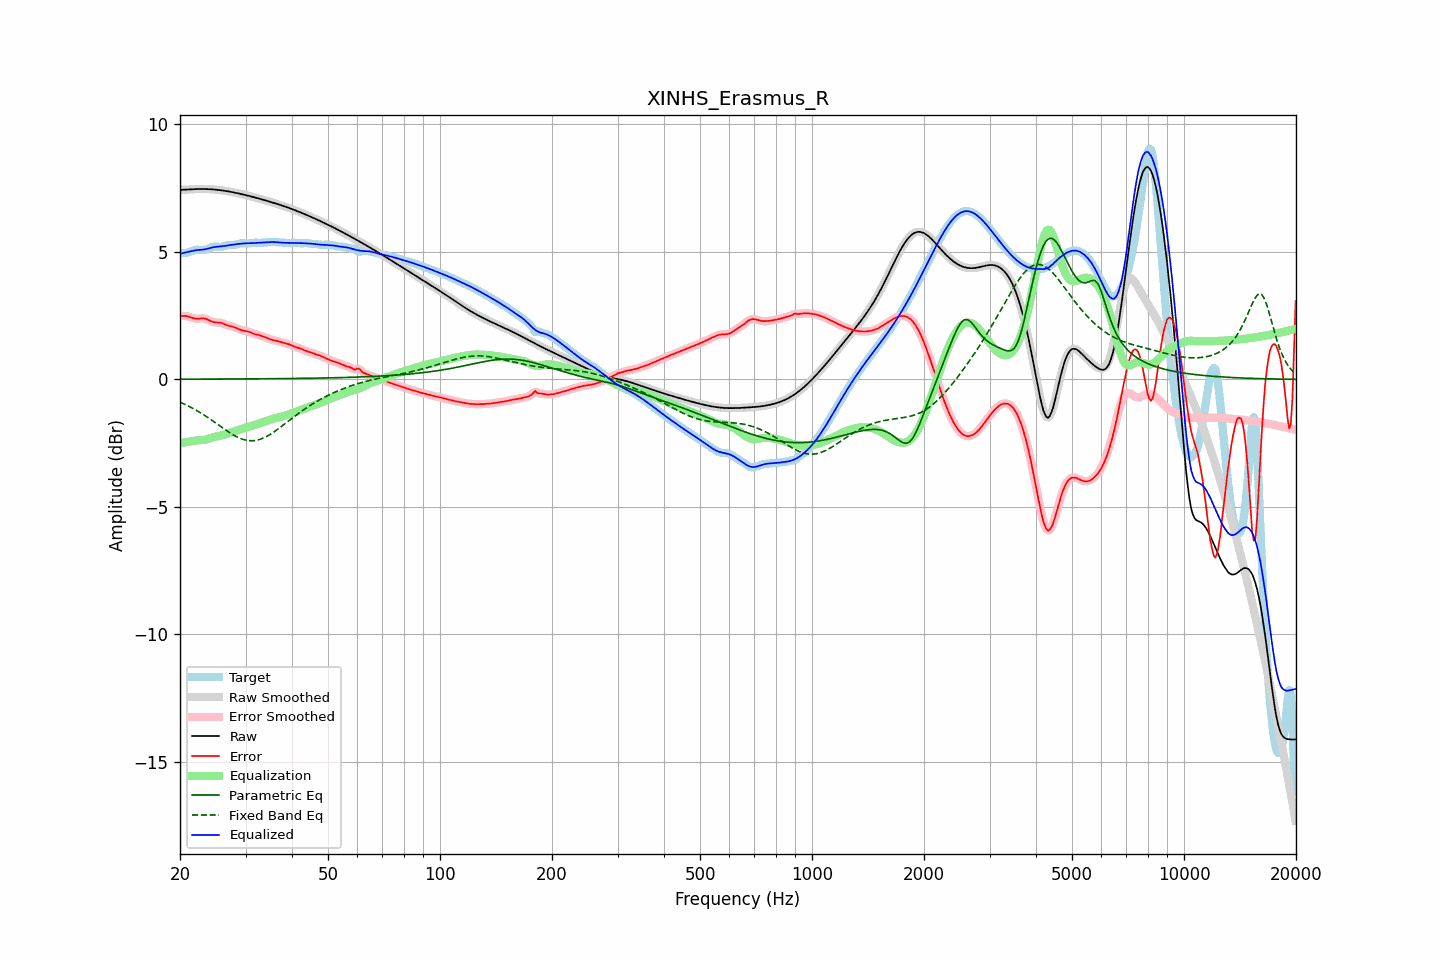 XINHS_Erasmus_R
10
5
0
−5
−10
−15
Amplitude (dBr)
Target
Raw Smoothed
Error Smoothed
Raw
Error
Equalization
Parametric Eq
Fixed Band Eq
Equalized
20 50 100 200 500 1000 2000 5000 10000 20000
Frequency (Hz)